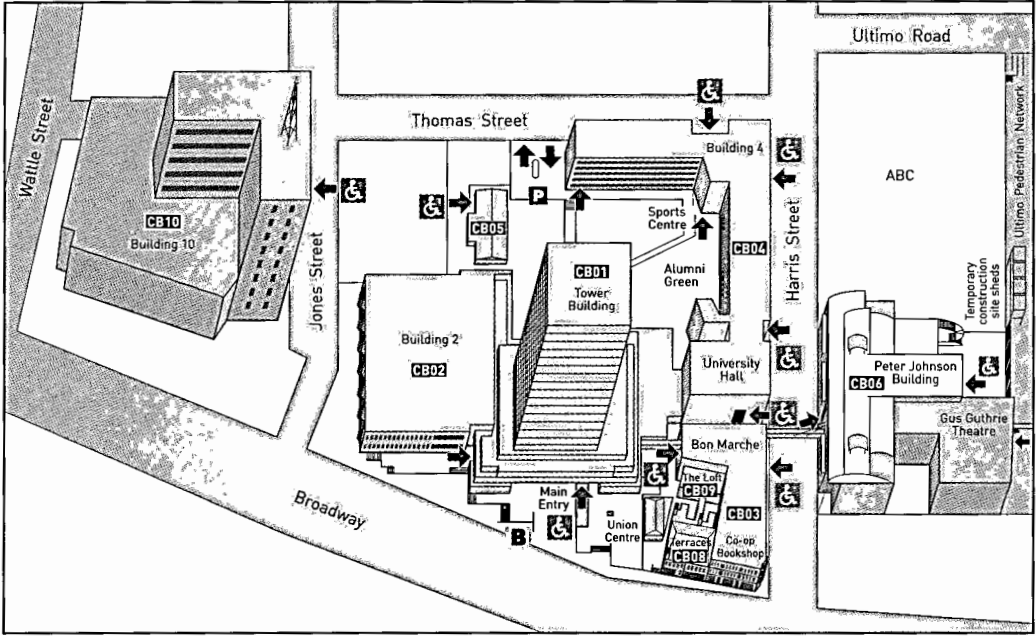 Ultimo Road
Wattle Street
Thomas Street
Building 4
Ultimo Pedestrian Network
ABC
CB10
Building 10
P
CB05
Sports
Centre
CB04
Harris Street
Jones Street
CB01
Tower
Building
Alumni
Green
Temporary
construction
site sheds
Building 2
CB02
University
Hall
Peter Johnson
Building
CB06
Gus Guthrie
Theatre
Bon Marche
The Loft
CB09
Main
Entry
CB03
Broadway
B
Union
Centre
Terraces
CB08
Co-op
Bookshop